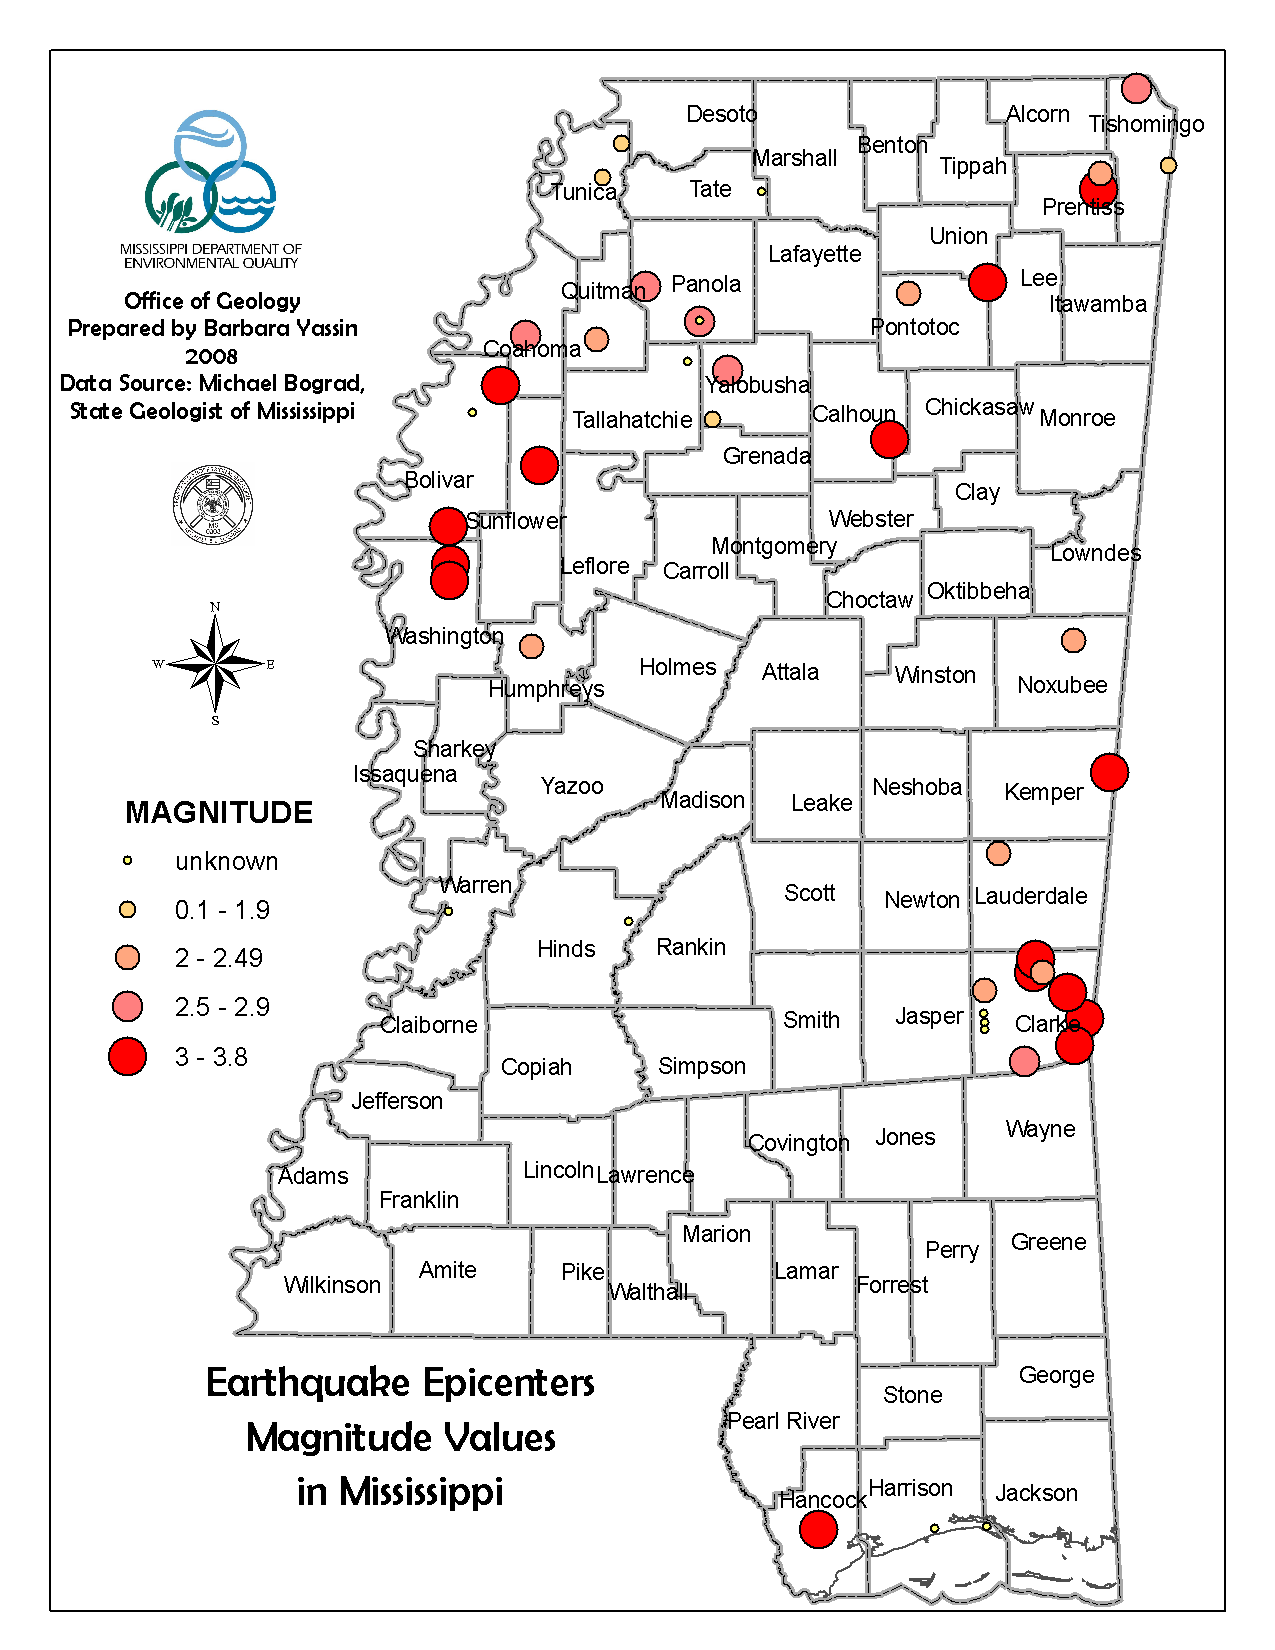 MISSISSIPPI DEPARTMENT OF
ENVIRONMENTAL QUALITY
Office of Geology
Prepared by Barbara Yassin
2008
Data Source: Michael Bograd,
State Geologist of Mississippi
N
W
E
S
MAGNITUDE
unknown
0.1 - 1.9
2 - 2.49
2.5 - 2.9
3 - 3.8
Desoto
Alcorn
Tishomingo
Marshall
Benton
Tippah
Tunica
Tate
Prentiss
Union
Lafayette
Lee
Quitman
Panola
Itawamba
Pontotoc
Coahoma
Yalobusha
Tallahatchie
Calhoun
Chickasaw
Monroe
Grenada
Bolivar
Clay
Sunflower
Webster
Montgomery
Lowndes
Leflore
Carroll
Choctaw
Oktibbeha
Washington
Holmes
Attala
Winston
Noxubee
Humphreys
Sharkey
Issaquena
Yazoo
Madison
Leake
Neshoba
Kemper
Warren
Scott
Newton
Lauderdale
Hinds
Rankin
Claiborne
Smith
Jasper
Clarke
Copiah
Simpson
Jefferson
Covington
Jones
Wayne
Adams
Franklin
Lincoln
Lawrence
Marion
Perry
Greene
Wilkinson
Amite
Pike
Walthall
Lamar
Forrest
George
Stone
Pearl River
Hancock
Harrison
Jackson
Earthquake Epicenters
Magnitude Values
in Mississippi